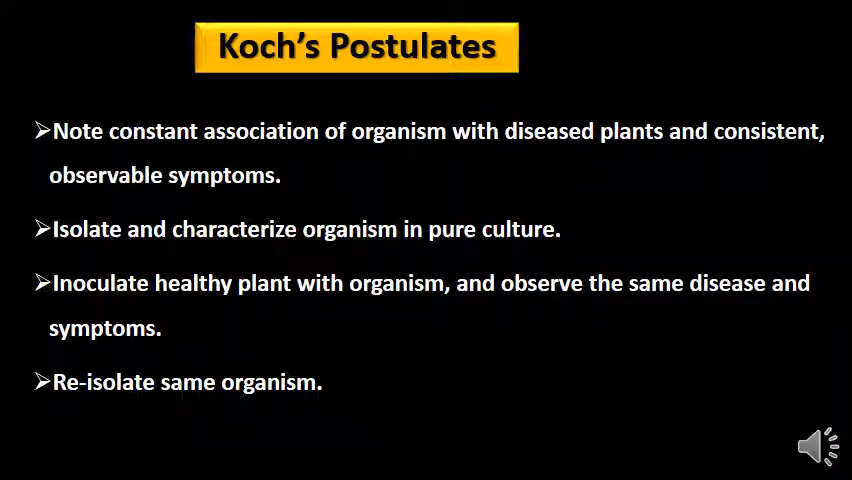 Koch’s Postulates
➢Note constant association of organism with diseased plants and consistent,
observable symptoms.
➢Isolate and characterize organism in pure culture.
➢Inoculate healthy plant with organism, and observe the same disease and
symptoms.
➢Re-isolate same organism.